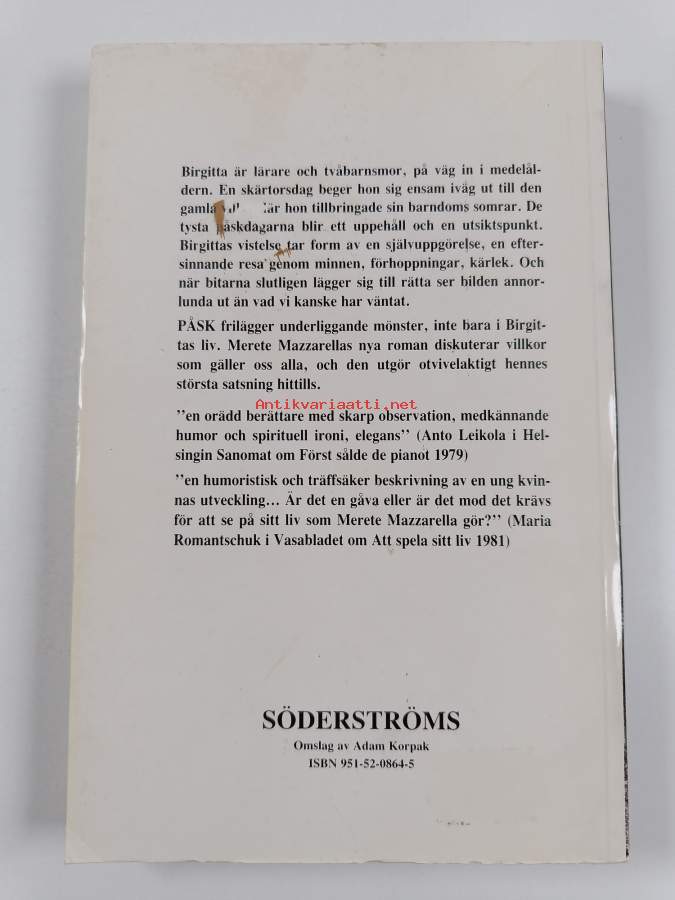 Birgitta är lärare och tvåbarnsmor, på väg in i medelål-
dern. En skärtorsdag beger hon sig ensam iväg ut till den
gamla hon tillbringade sin barndoms somrar. De
tysta påskdagarna blir ett uppehåll och en utsiktspunkt.
Birgittas vistelse tar form av en självuppgörelse, en efter-
sinnande resa genom minnen, förhoppningar, kärlek. Och
när bitarna slutligen lägger sig till rätta ser bilden annor-
lunda ut än vad vi kanske har väntat.
PÅSK frilägger underliggande mönster, inte bara i Birgit-
tas liv. Merete Mazzarellas nya roman diskuterar villkor
som gäller oss alla, och den utgör otvivelaktigt hennes
största satsning hittills.
Antikvariaatti.net
"en orädd berättare med skarp observation, medkännande
humor och spirituell ironi, elegans" (Anto Leikola i Hel-
singin Sanomat om Först sålde de pianot 1979)
"en humoristisk och träffsäker beskrivning av en ung kvin-
nas utveckling... Är det en gåva eller är det mod det krävs
för att se på sitt liv som Merete Mazzarella gör?" (Maria
Romantschuk i Vasabladet om Att spela sitt liv 1981)
SÖDERSTRÖMS
Omslag av Adam Korpak
ISBN 951-52-0864-5